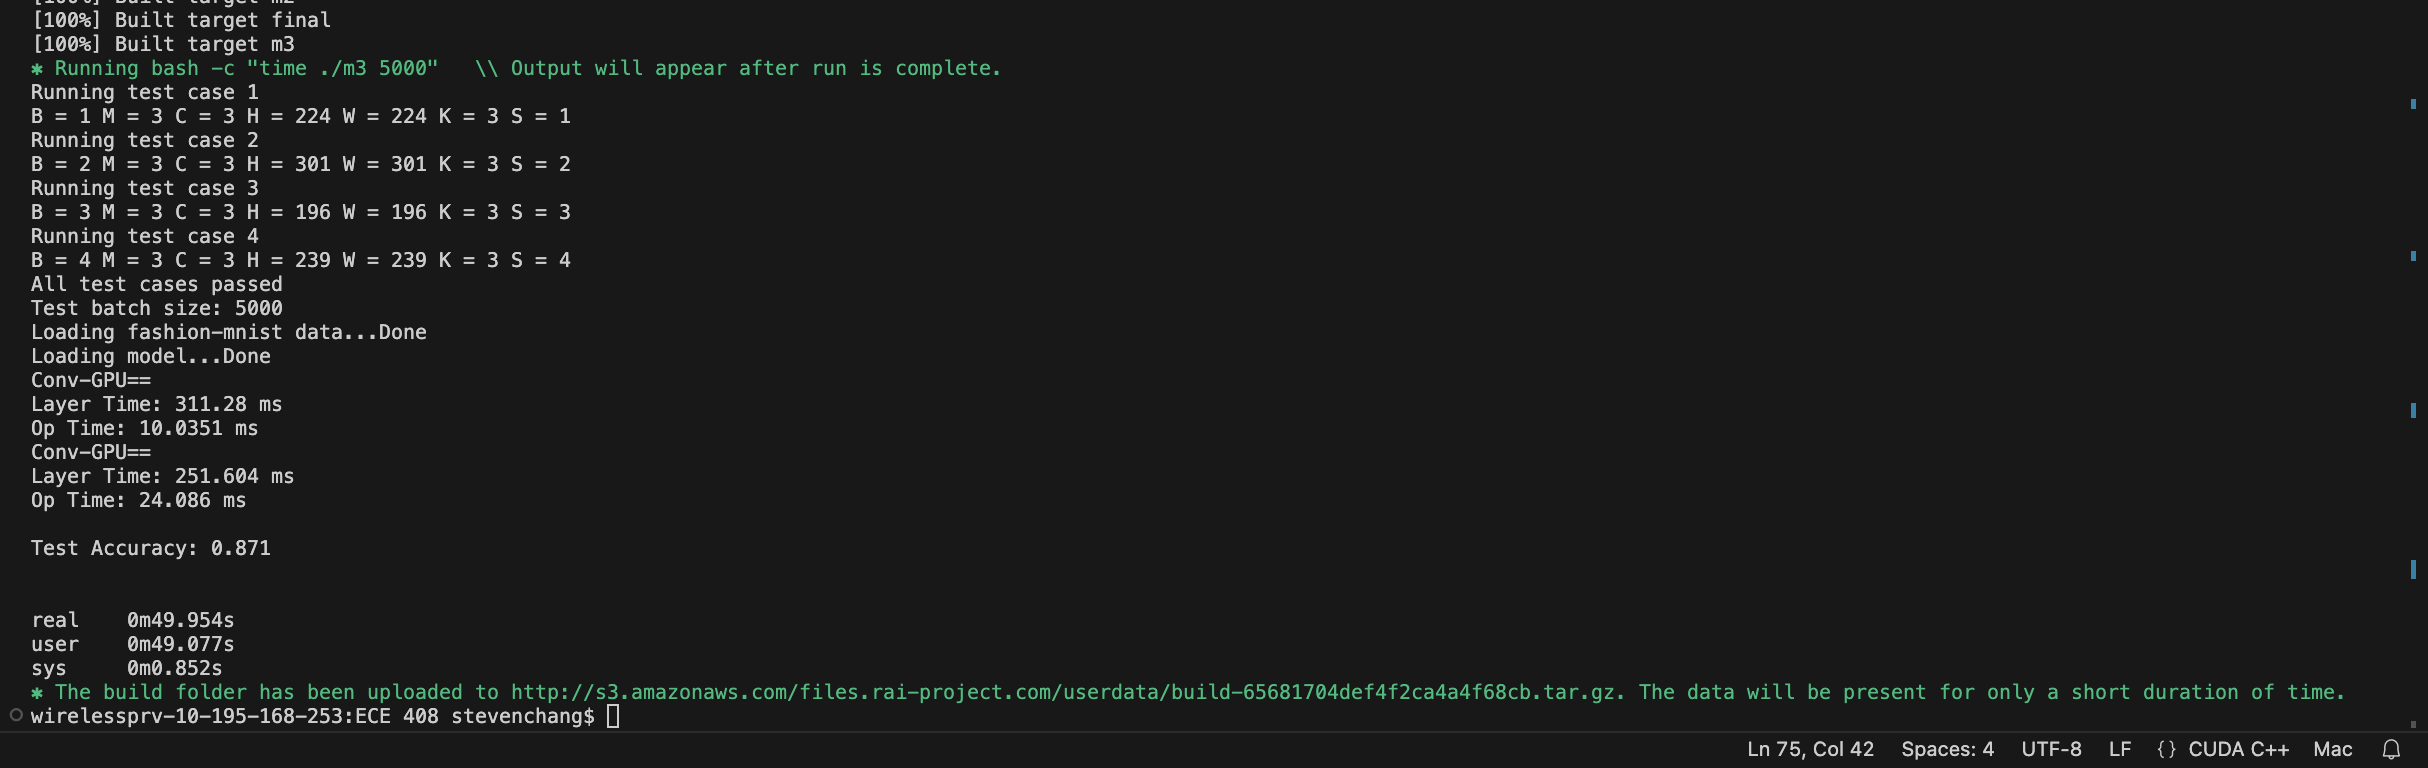 [100%] Built target m2
[100%] Built target final
[100%] Built target m3
✱ Running bash -c "time ./m3 5000"   \\ Output will appear after run is complete.
Running test case 1
B = 1 M = 3 C = 3 H = 224 W = 224 K = 3 S = 1
Running test case 2
B = 2 M = 3 C = 3 H = 301 W = 301 K = 3 S = 2
Running test case 3
B = 3 M = 3 C = 3 H = 196 W = 196 K = 3 S = 3
Running test case 4
B = 4 M = 3 C = 3 H = 239 W = 239 K = 3 S = 4
All test cases passed
Test batch size: 5000
Loading fashion-mnist data...Done
Loading model...Done
Conv-GPU==
Layer Time: 311.28 ms
Op Time: 10.0351 ms
Conv-GPU==
Layer Time: 251.604 ms
Op Time: 24.086 ms
Test Accuracy: 0.871
real    0m49.954s
user    0m49.077s
sys     0m0.852s
✱ The build folder has been uploaded to http://s3.amazonaws.com/files.rai-project.com/userdata/build-65681704def4f2ca4a4f68cb.tar.gz. The data will be present for only a short duration of time.
wirelessprv-10-195-168-253:ECE 408 stevenchang$
Ln 75, Col 42   Spaces: 4   UTF-8   LF   {} CUDA C++   Mac